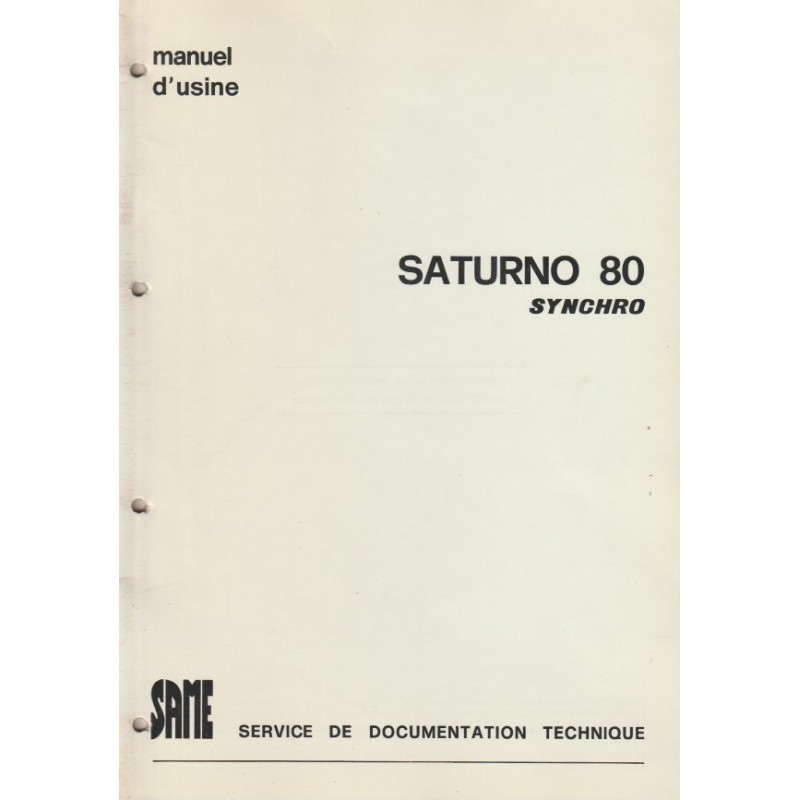 manuel
d'usine
SATURNO 80
SYNCHRO
SAME SERVICE DE DOCUMENTATION TECHNIQUE